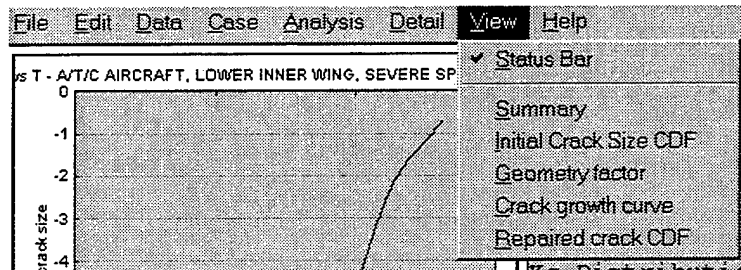 File Edit Data Case Analysis Detail View Help
Status Bar
vs T - A/T/C AIRCRAFT, LOWER INNER WING, SEVERE SP
Summary
Initial Crack Size CDF
Geometry factor
Crack growth curve
Repaired crack CDF
0
-1
-2
-3
-4
crack size